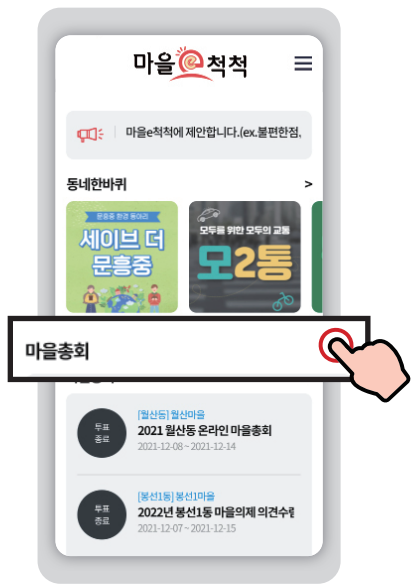 마을e척척
마을e척척에 제안합니다.(ex.불편한점,
동네한바퀴 >
문흥중 환경 동아리
세이브 더
문흥중
모두를 위한 모두의 교통
모2통
마을총회
투표
종료
[월산동] 월산마을
2021 월산동 온라인 마을총회
2021-12-08 ~ 2021-12-14
투표
종료
[봉선1동] 봉선1마을
2022년 봉선1동 마을의제 의견수렴
2021-12-07 ~ 2021-12-15